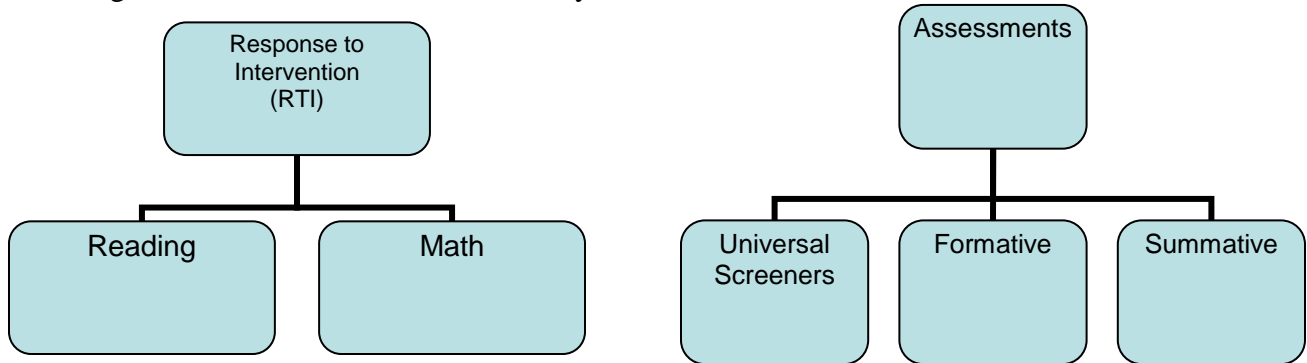 Response to
Intervention
(RTI)
Reading
Math
Assessments
Universal
Screeners
Formative
Summative